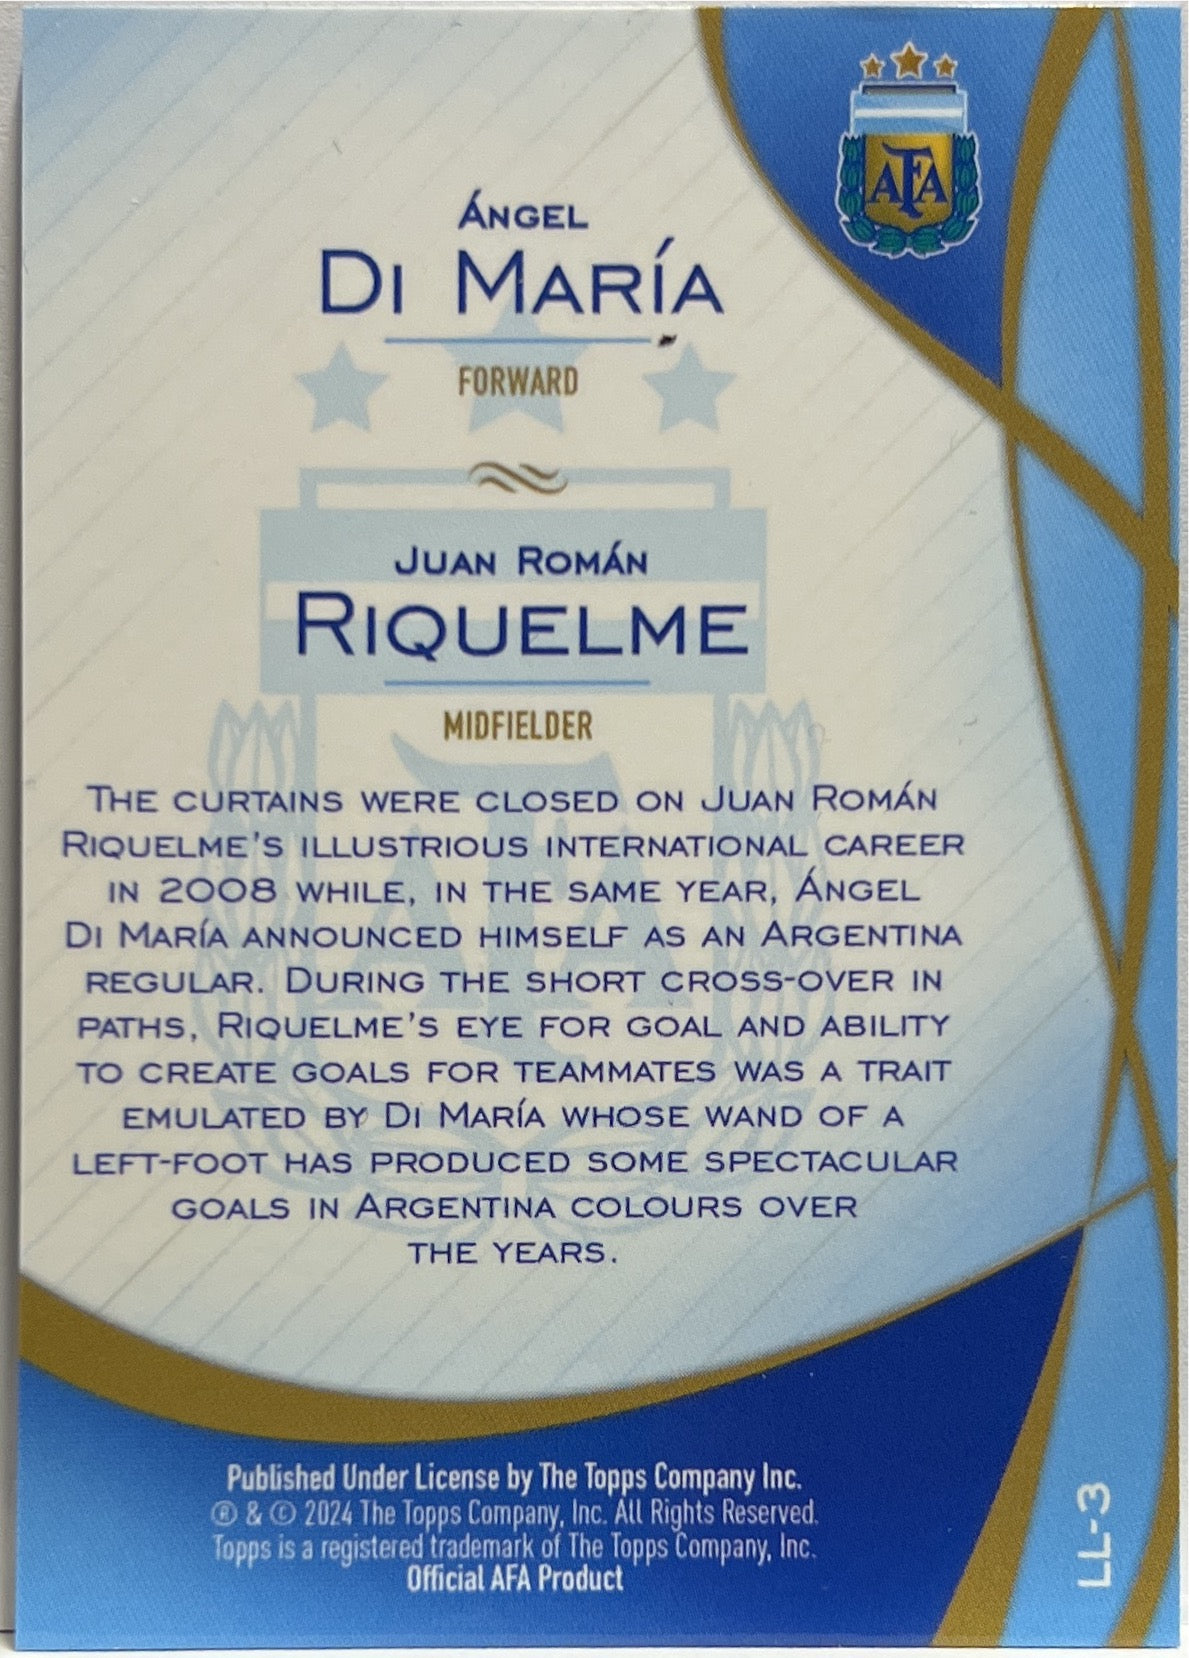 AFA
Ángel
Di María
FORWARD
Juan Román
Riquelme
MIDFIELDER
The curtains were closed on Juan Román
Riquelme's illustrious international career
in 2008 while, in the same year, Ángel
Di María announced himself as an Argentina
regular. During the short cross-over in
paths, Riquelme's eye for goal and ability
to create goals for teammates was a trait
emulated by Di María whose wand of a
left-foot has produced some spectacular
goals in Argentina colours over
the years.
Published Under License by The Topps Company Inc.
® & © 2024 The Topps Company, Inc. All Rights Reserved.
Topps is a registered trademark of The Topps Company, Inc.
Official AFA Product
LL-3